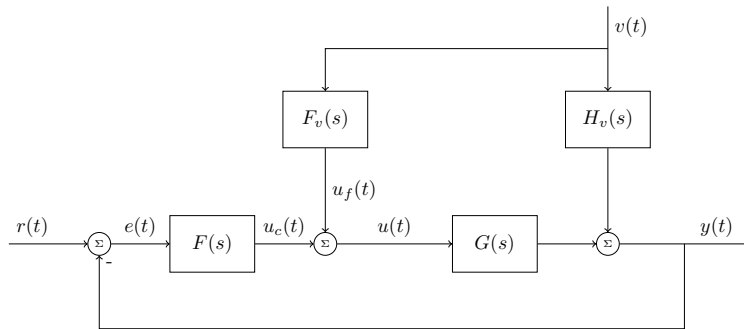 v(t)
F_v(s)
H_v(s)
u_f(t)
r(t)
Σ
e(t)
F(s)
u_c(t)
Σ
u(t)
G(s)
Σ
y(t)
-